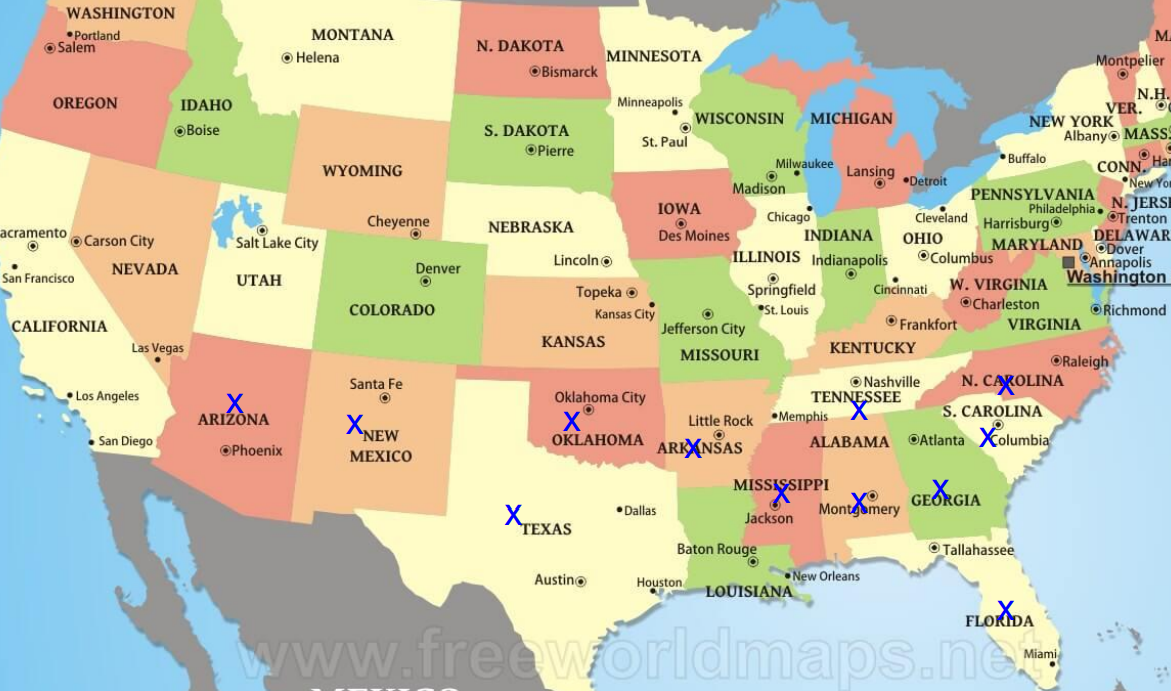 WASHINGTON
Portland
Salem
OREGON
IDAHO
Boise
MONTANA
Helena
N. DAKOTA
Bismarck
MINNESOTA
Minneapolis
St. Paul
S. DAKOTA
Pierre
WISCONSIN
Milwaukee
Madison
MICHIGAN
Lansing
Detroit
WYOMING
Cheyenne
NEBRASKA
Lincoln
IOWA
Des Moines
Chicago
ILLINOIS
Springfield
St. Louis
INDIANA
Indianapolis
OHIO
Cleveland
Columbus
Cincinnati
Montpelier
VER.
N.H.
MA
NEW YORK
Albany
Buffalo
MASS.
CONN.
Har
New Yor
PENNSYLVANIA
Philadelphia
Harrisburg
N. JERSE
Trenton
MARYLAND
DELAWAR
Dover
Annapolis
Washington
W. VIRGINIA
Charleston
VIRGINIA
Richmond
acramento
San Francisco
CALIFORNIA
Los Angeles
San Diego
Carson City
NEVADA
Las Vegas
Salt Lake City
UTAH
Denver
COLORADO
Topeka
Kansas City
KANSAS
Jefferson City
MISSOURI
Frankfort
KENTUCKY
Nashville
TENNESSEE
Memphis
Raleigh
N. CAROLINA
X
S. CAROLINA
Columbia
X
X
ARIZONA
Phoenix
Santa Fe
X
NEW
MEXICO
Oklahoma City
X
OKLAHOMA
Little Rock
ARKANSAS
X
X
ALABAMA
Montgomery
X
Atlanta
X
GEORGIA
MISSISSIPPI
X
Jackson
X
TEXAS
Dallas
Austin
Houston
Baton Rouge
New Orleans
LOUISIANA
Tallahassee
X
FLORIDA
Miami
www.freeworldmaps.net
MEXICO